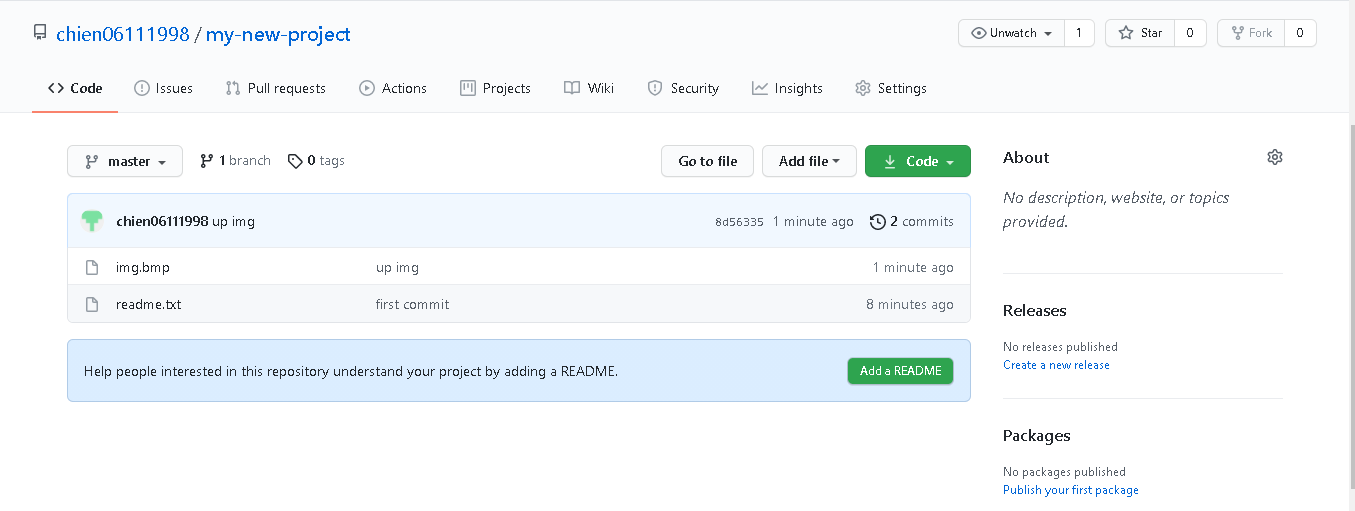 chien06111998 / my-new-project
Unwatch 1 Star 0 Fork 0
Code Issues Pull requests Actions Projects Wiki Security Insights Settings
master 1 branch 0 tags Go to file Add file Code
chien06111998 up img 8d56335 1 minute ago 2 commits
img.bmp up img 1 minute ago
readme.txt first commit 8 minutes ago
Help people interested in this repository understand your project by adding a README. Add a README
About
No description, website, or topics
provided.
Releases
No releases published
Create a new release
Packages
No packages published
Publish your first package